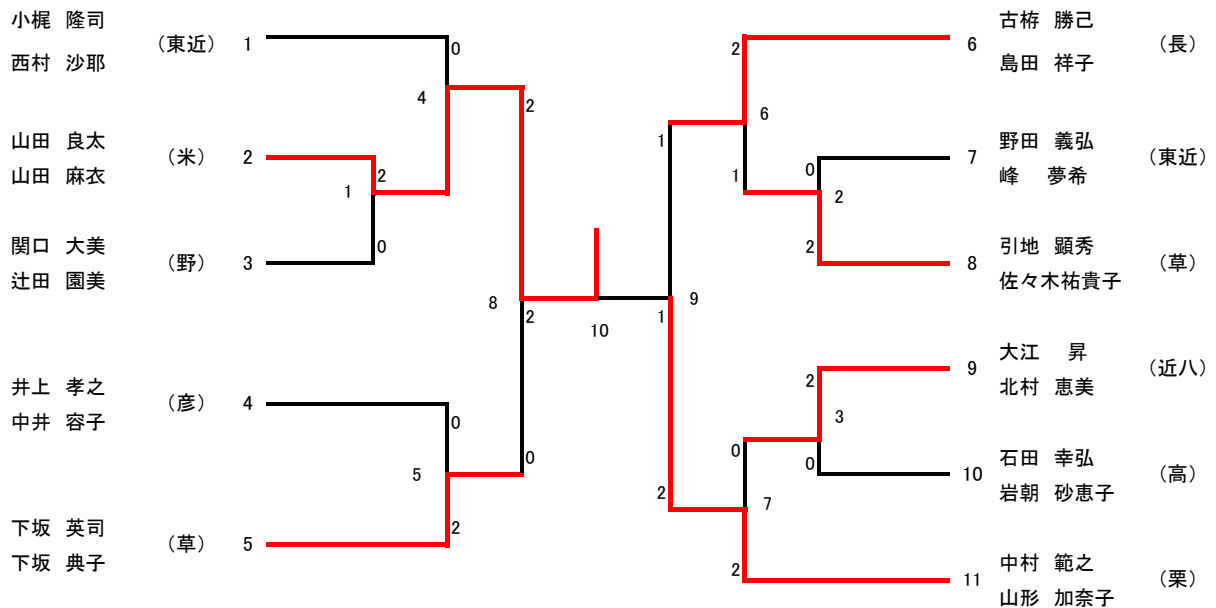 小梶 隆司
西村 沙耶
(東近) 1
山田 良太
山田 麻衣
(米) 2
関口 大美
辻田 園美
(野) 3
井上 孝之
中井 容子
(彦) 4
下坂 英司
下坂 典子
(草) 5
0
4
2
2
1
0
8
2
10
0
5
0
2
2
6
1
1
0
2
2
1
9
2
3
0
0
2
7
2
古栫 勝己
島田 祥子
6 (長)
野田 義弘
峰 夢希
7 (東近)
引地 顕秀
佐々木祐貴子
8 (草)
大江 昇
北村 恵美
9 (近八)
石田 幸弘
岩朝 砂恵子
10 (高)
中村 範之
山形 加奈子
11 (栗)